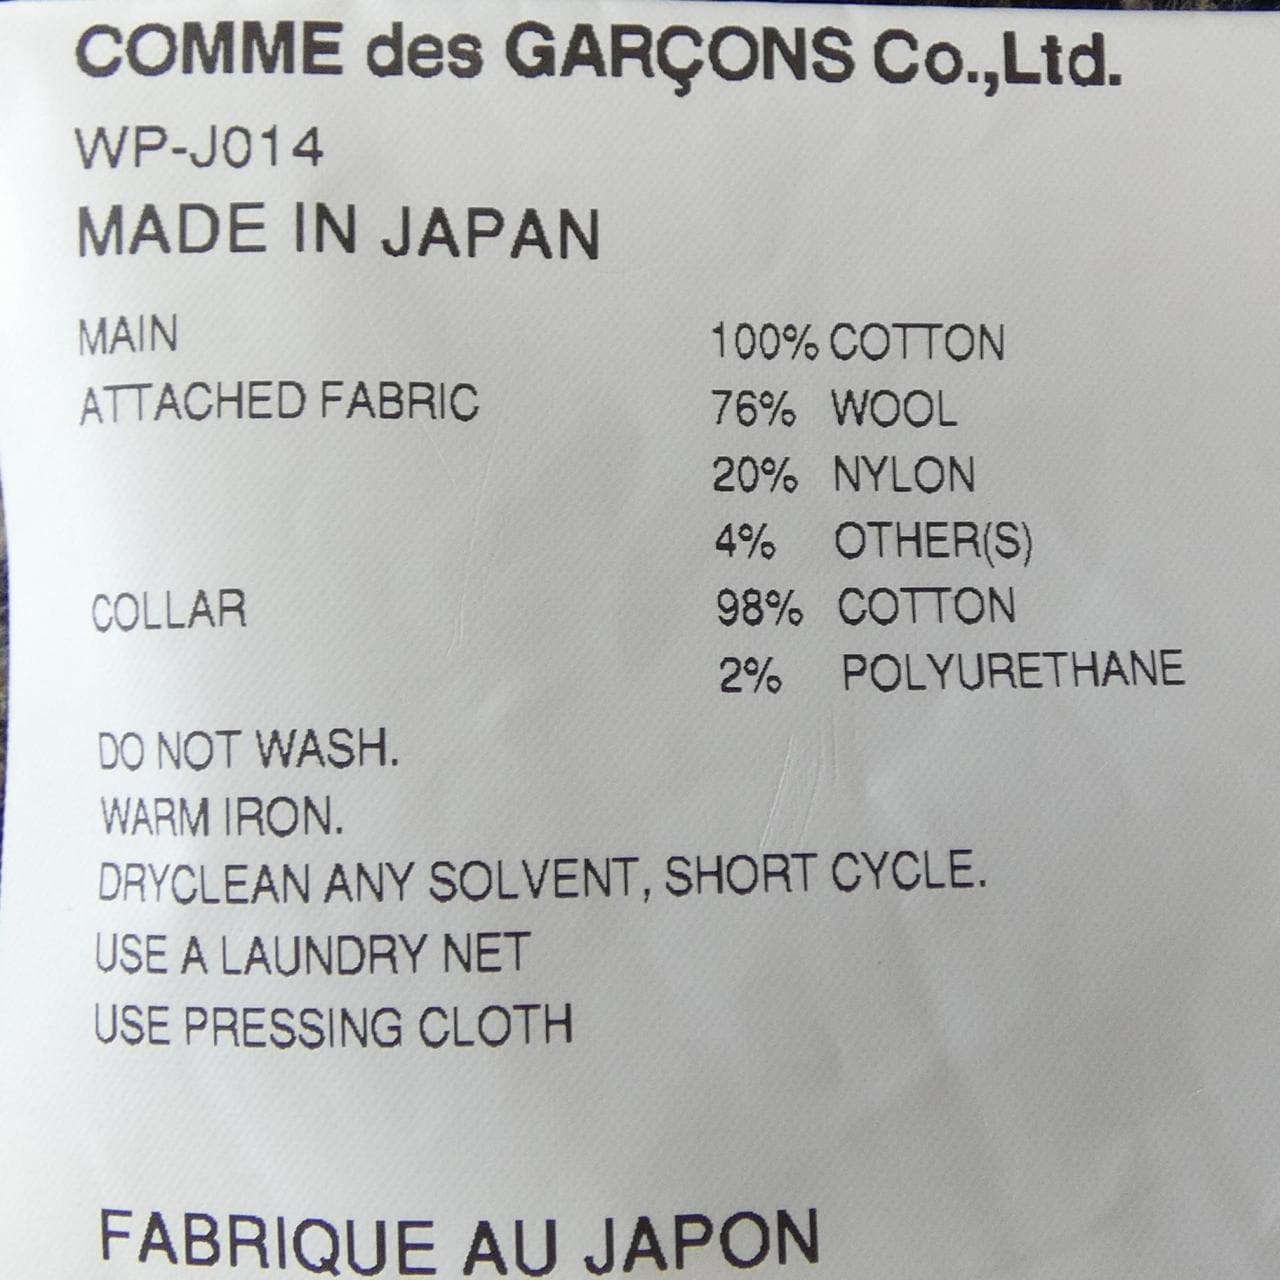 COMME des GARÇONS Co.,Ltd.
WP-J014
MADE IN JAPAN
MAIN 100% COTTON
ATTACHED FABRIC 76% WOOL
20% NYLON
4% OTHER(S)
COLLAR 98% COTTON
2% POLYURETHANE
DO NOT WASH.
WARM IRON.
DRYCLEAN ANY SOLVENT, SHORT CYCLE.
USE A LAUNDRY NET
USE PRESSING CLOTH
FABRIQUE AU JAPON